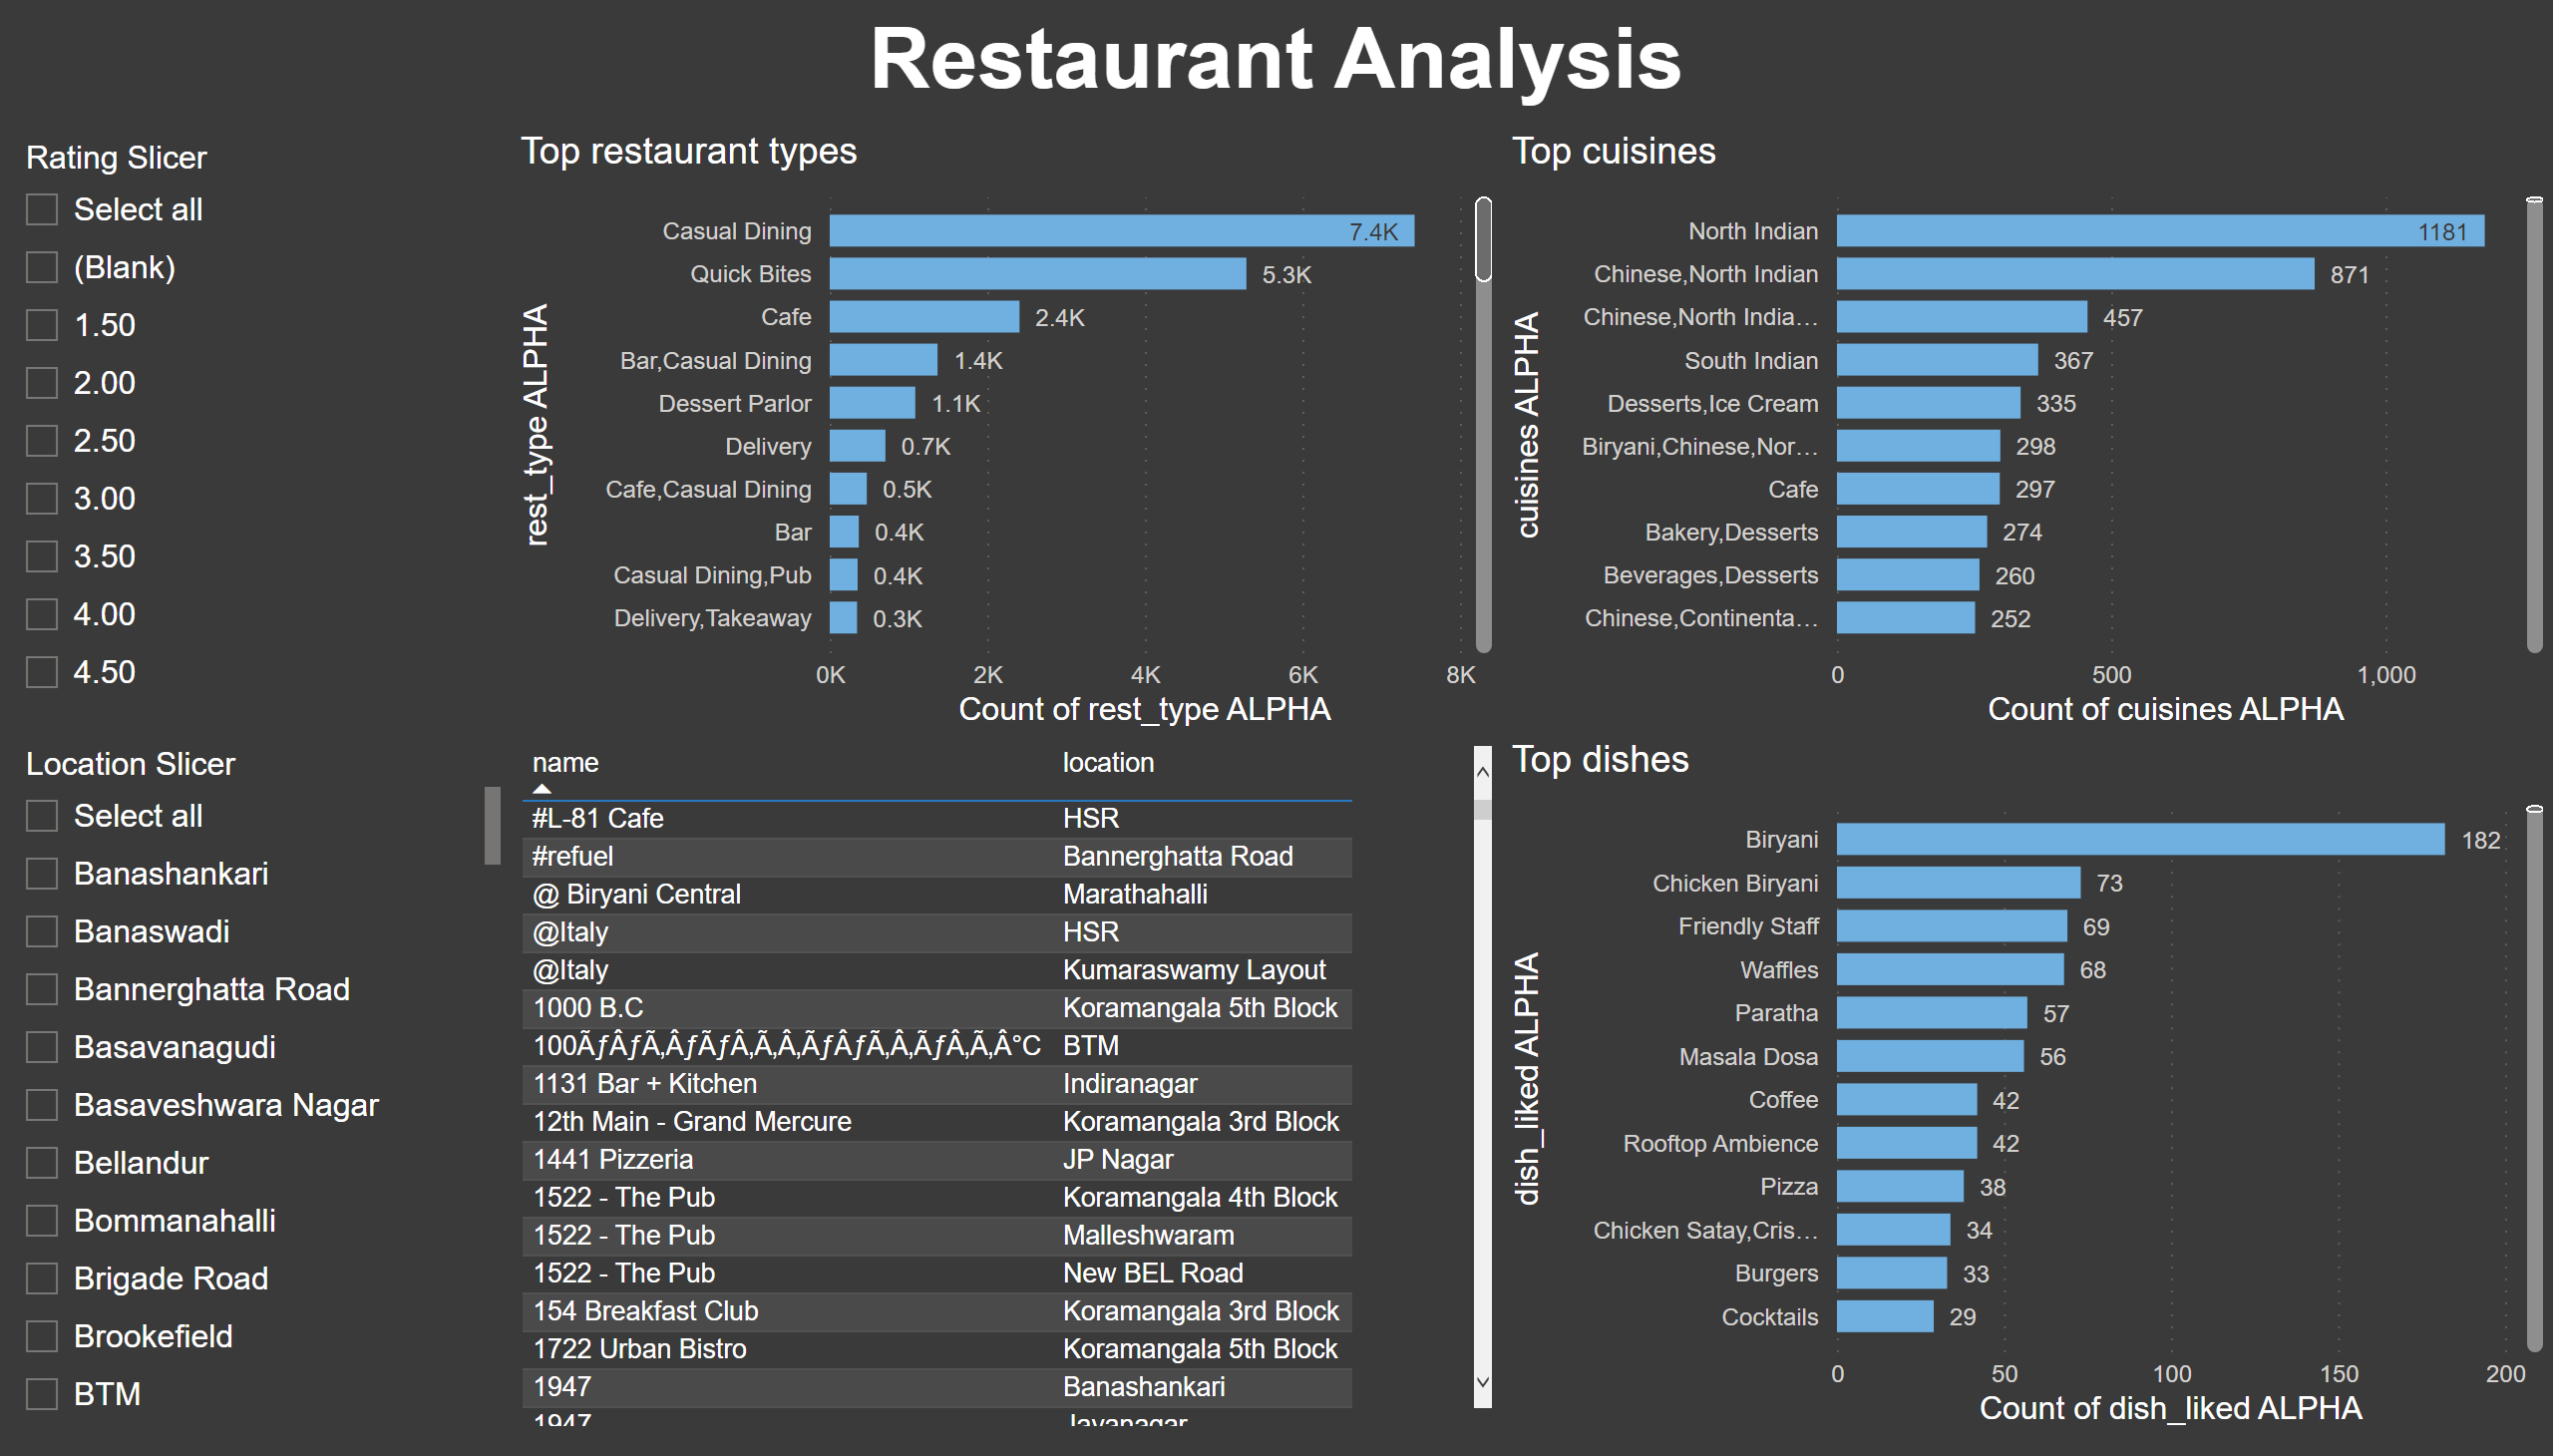 Restaurant Analysis
Rating Slicer
Select all
(Blank)
1.50
2.00
2.50
3.00
3.50
4.00
4.50
Top restaurant types
rest_type ALPHA
Casual Dining 7.4K
Quick Bites 5.3K
Cafe 2.4K
Bar,Casual Dining 1.4K
Dessert Parlor 1.1K
Delivery 0.7K
Cafe,Casual Dining 0.5K
Bar 0.4K
Casual Dining,Pub 0.4K
Delivery,Takeaway 0.3K
0K 2K 4K 6K 8K
Count of rest_type ALPHA
Top cuisines
cuisines ALPHA
North Indian 1181
Chinese,North Indian 871
Chinese,North India… 457
South Indian 367
Desserts,Ice Cream 335
Biryani,Chinese,Nor… 298
Cafe 297
Bakery,Desserts 274
Beverages,Desserts 260
Chinese,Continenta… 252
0 500 1,000
Count of cuisines ALPHA
Location Slicer
Select all
Banashankari
Banaswadi
Bannerghatta Road
Basavanagudi
Basaveshwara Nagar
Bellandur
Bommanahalli
Brigade Road
Brookefield
BTM
name location
#L-81 Cafe HSR
#refuel Bannerghatta Road
@ Biryani Central Marathahalli
@Italy HSR
@Italy Kumaraswamy Layout
1000 B.C Koramangala 5th Block
100ÃƒÂƒÃ‚ÂƒÃƒÂ‚Ã‚Â‚ÃƒÂƒÃ‚Â‚ÃƒÂ‚Ã‚Â°C BTM
1131 Bar + Kitchen Indiranagar
12th Main - Grand Mercure Koramangala 3rd Block
1441 Pizzeria JP Nagar
1522 - The Pub Koramangala 4th Block
1522 - The Pub Malleshwaram
1522 - The Pub New BEL Road
154 Breakfast Club Koramangala 3rd Block
1722 Urban Bistro Koramangala 5th Block
1947 Banashankari
1947 Jayanagar
Top dishes
dish_liked ALPHA
Biryani 182
Chicken Biryani 73
Friendly Staff 69
Waffles 68
Paratha 57
Masala Dosa 56
Coffee 42
Rooftop Ambience 42
Pizza 38
Chicken Satay,Cris… 34
Burgers 33
Cocktails 29
0 50 100 150 200
Count of dish_liked ALPHA